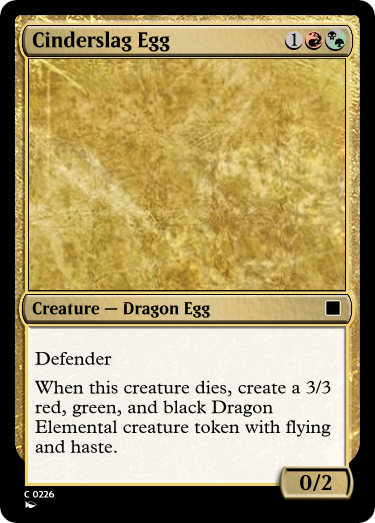 Cinderslag Egg 1
Creature — Dragon Egg
Defender
When this creature dies, create a 3/3
red, green, and black Dragon
Elemental creature token with flying
and haste.
0/2
C 0226